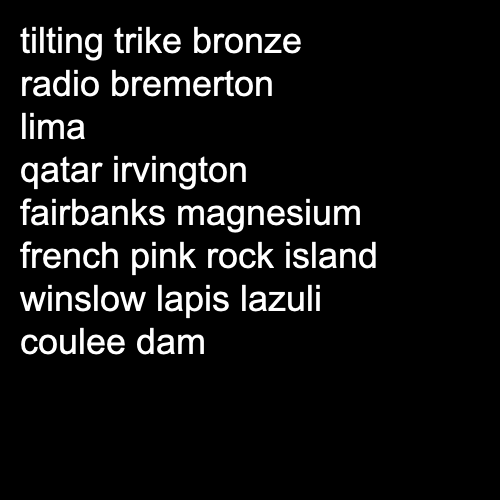 tilting trike bronze
radio bremerton
lima
qatar irvington
fairbanks magnesium
french pink rock island
winslow lapis lazuli
coulee dam